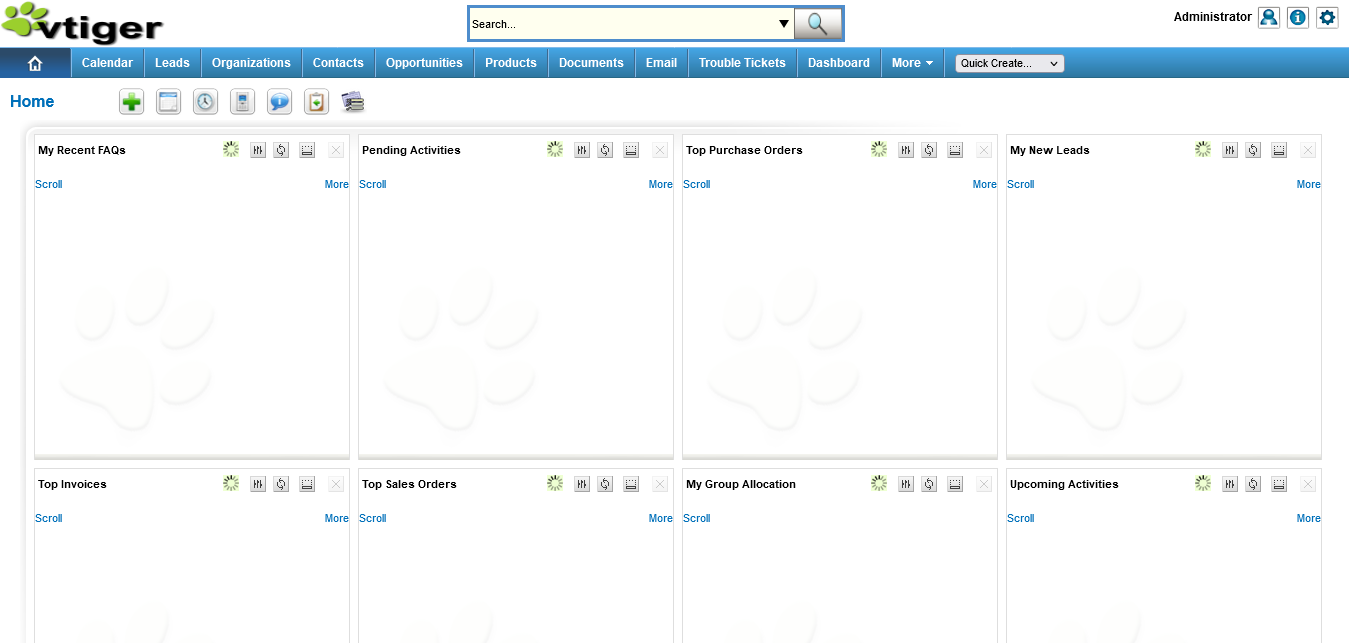 vtiger
Search...
Administrator
Calendar Leads Organizations Contacts Opportunities Products Documents Email Trouble Tickets Dashboard More Quick Create...
Home
My Recent FAQs Pending Activities Top Purchase Orders My New Leads
Scroll More Scroll More Scroll More Scroll More
Top Invoices Top Sales Orders My Group Allocation Upcoming Activities
Scroll More Scroll More Scroll More Scroll More